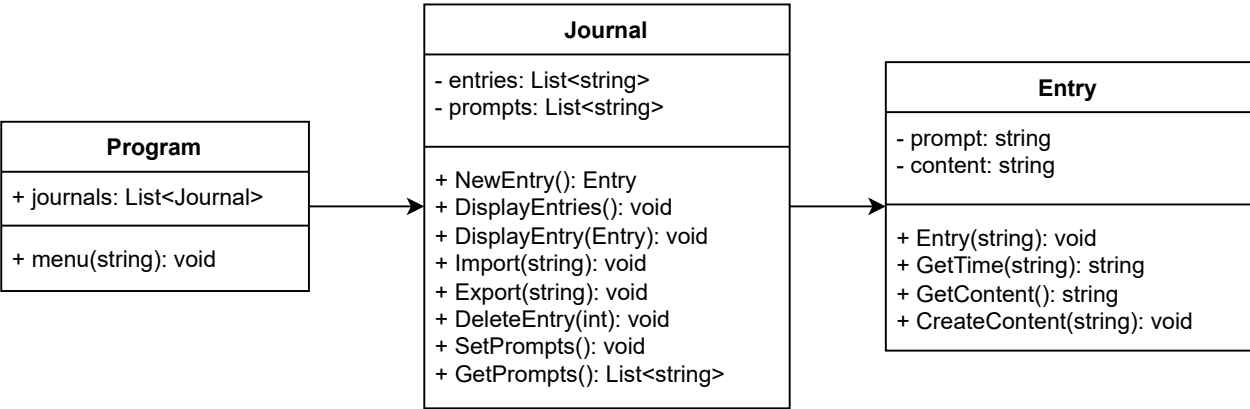 Program
+ journals: List<Journal>
+ menu(string): void
Journal
- entries: List<string>
- prompts: List<string>
+ NewEntry(): Entry
+ DisplayEntries(): void
+ DisplayEntry(Entry): void
+ Import(string): void
+ Export(string): void
+ DeleteEntry(int): void
+ SetPrompts(): void
+ GetPrompts(): List<string>
Entry
- prompt: string
- content: string
+ Entry(string): void
+ GetTime(string): string
+ GetContent(): string
+ CreateContent(string): void